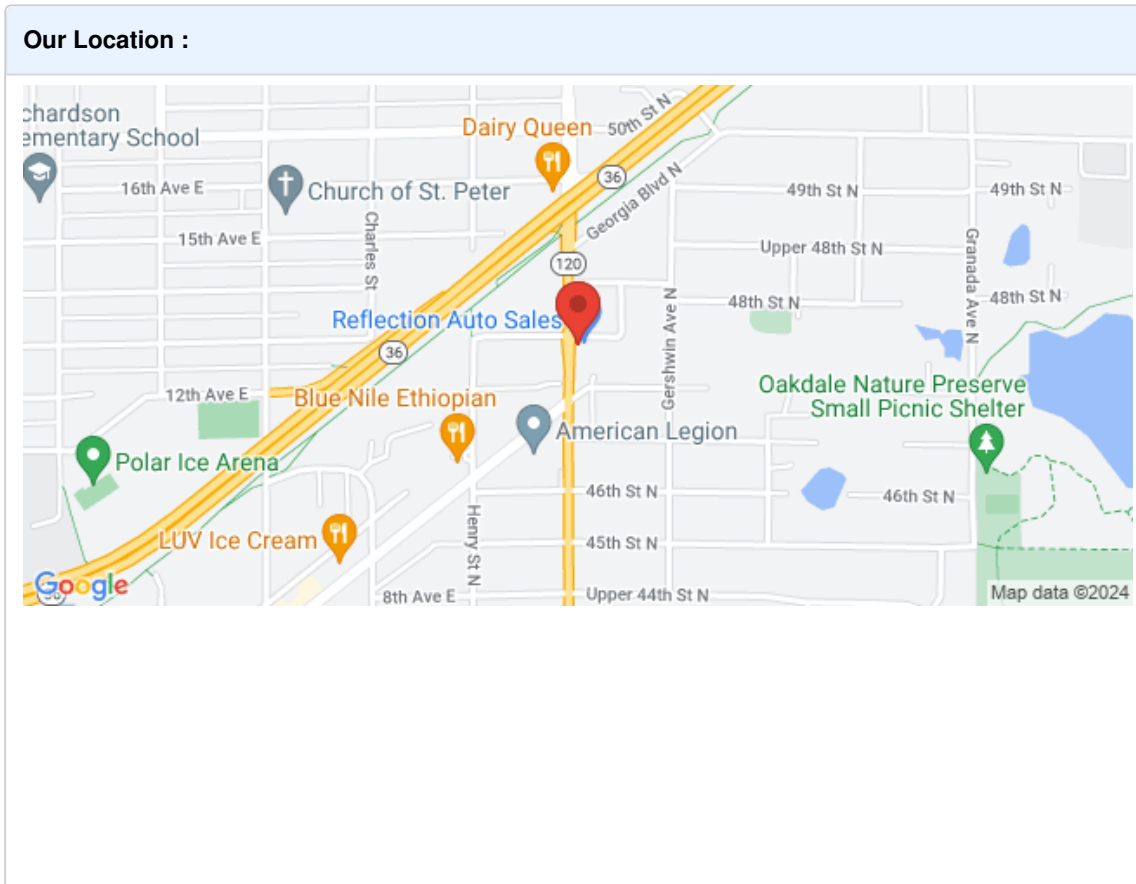 Our Location :
chardson
ementary School
Dairy Queen
50th St N
36
16th Ave E
Church of St. Peter
49th St N
49th St N
Georgia Blvd N
Charles St
15th Ave E
Upper 48th St N
Granada Ave N
120
48th St N
48th St N
Reflection Auto Sales
Gershwin Ave N
36
12th Ave E
Blue Nile Ethiopian
Oakdale Nature Preserve
Small Picnic Shelter
American Legion
Polar Ice Arena
46th St N
46th St N
Henry St N
LUV Ice Cream
45th St N
Google
36
8th Ave E
Upper 44th St N
Map data ©2024